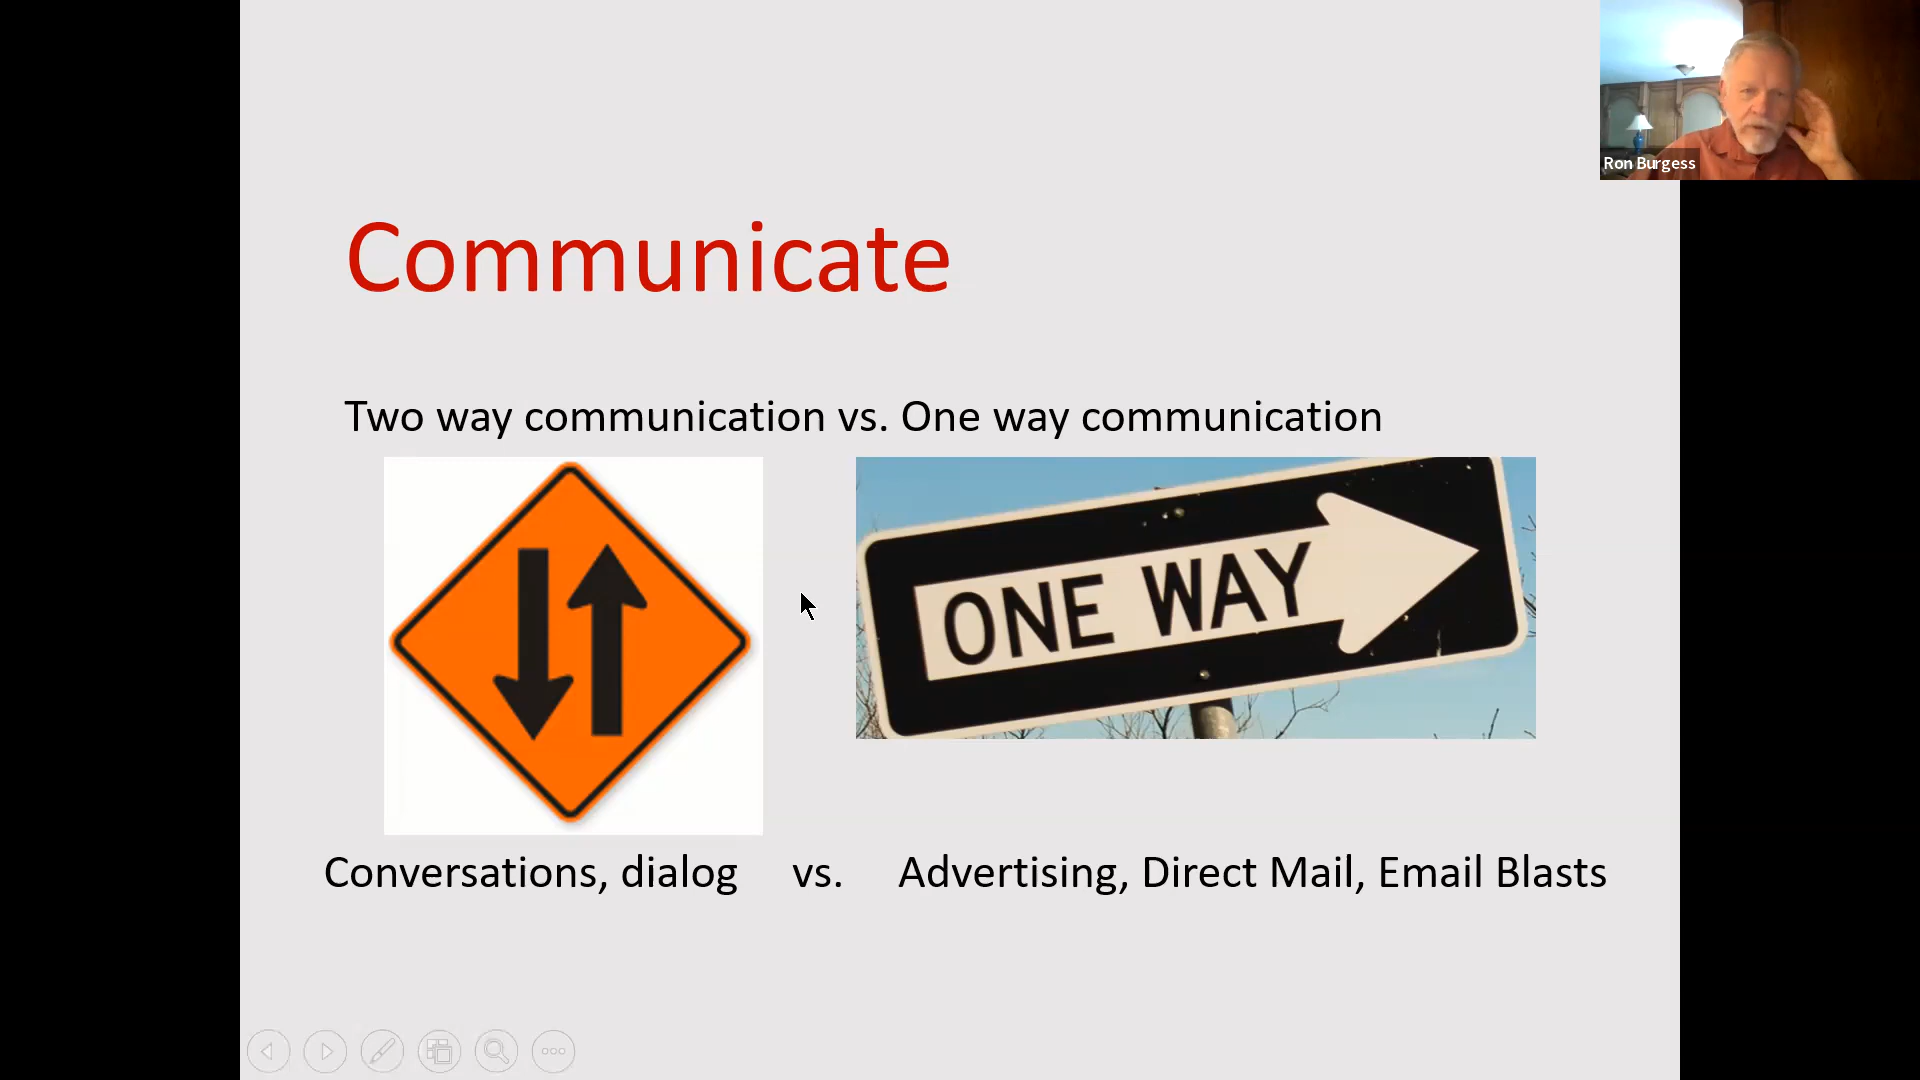 Ron Burgess
Communicate
Two way communication vs. One way communication
ONE WAY
Conversations, dialog vs. Advertising, Direct Mail, Email Blasts